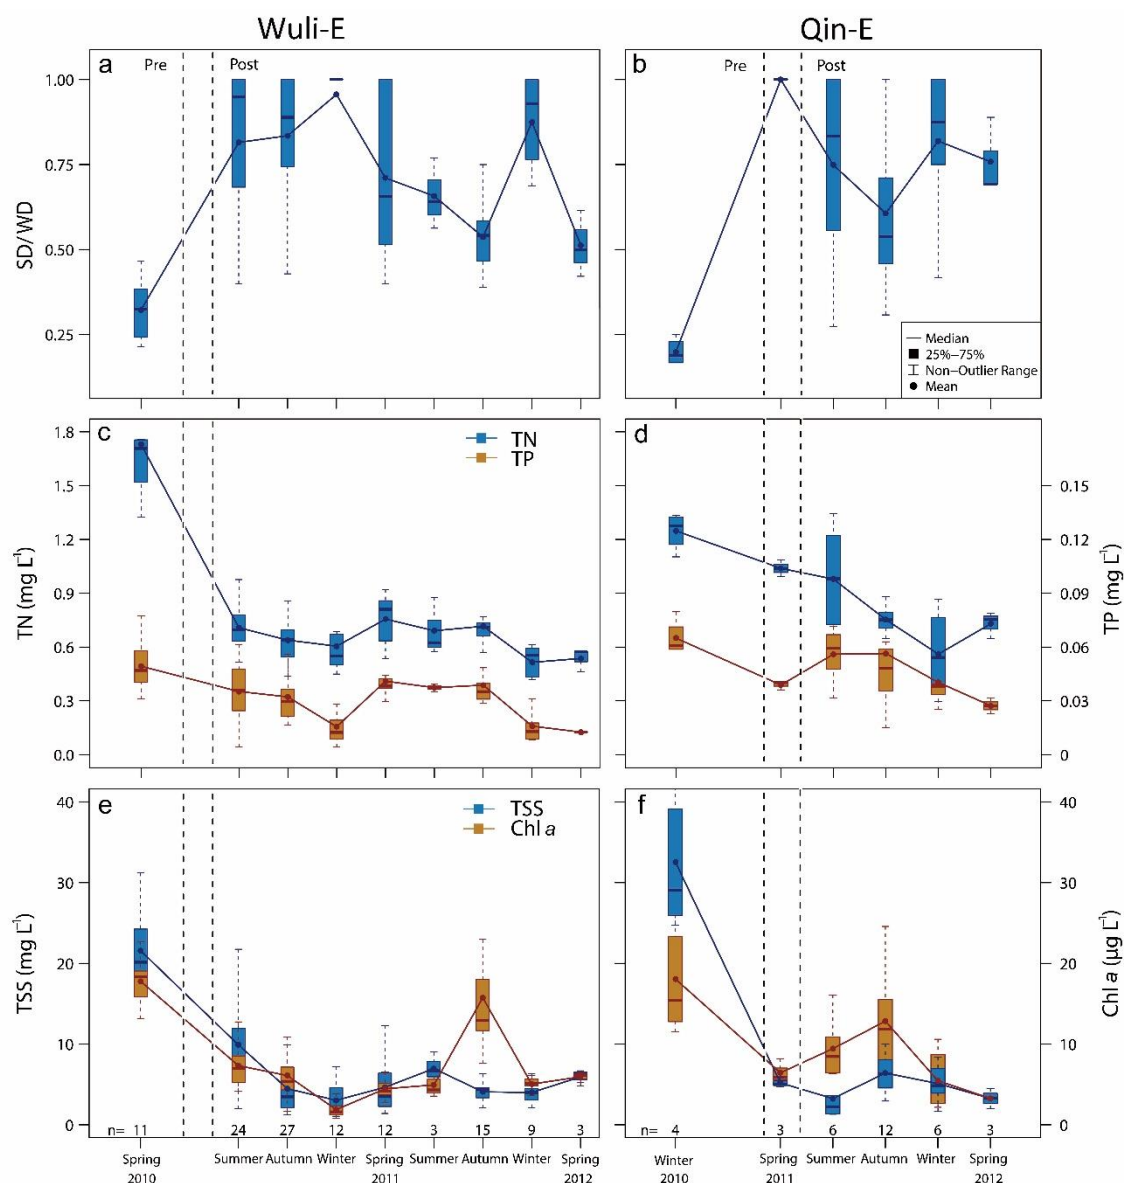 Wuli-E Qin-E
a Pre Post
b Pre Post
1.00
0.75
0.50
0.25
SD/WD
Median
25%–75%
Non–Outlier Range
Mean
c TN
TP
d
1.8
1.5
1.2
0.9
0.6
0.3
0.0
TN (mg L⁻¹)
0.15
0.12
0.09
0.06
0.03
0
TP (mg L⁻¹)
e TSS
Chl a
f
40
30
20
10
0
TSS (mg L⁻¹)
40
30
20
10
0
Chl a (µg L⁻¹)
n= 11 24 27 12 12 3 15 9 3
n= 4 3 6 12 6 3
Spring Summer Autumn Winter Spring Summer Autumn Winter Spring
2010 2011 2012
Winter Spring Summer Autumn Winter Spring
2010 2011 2012